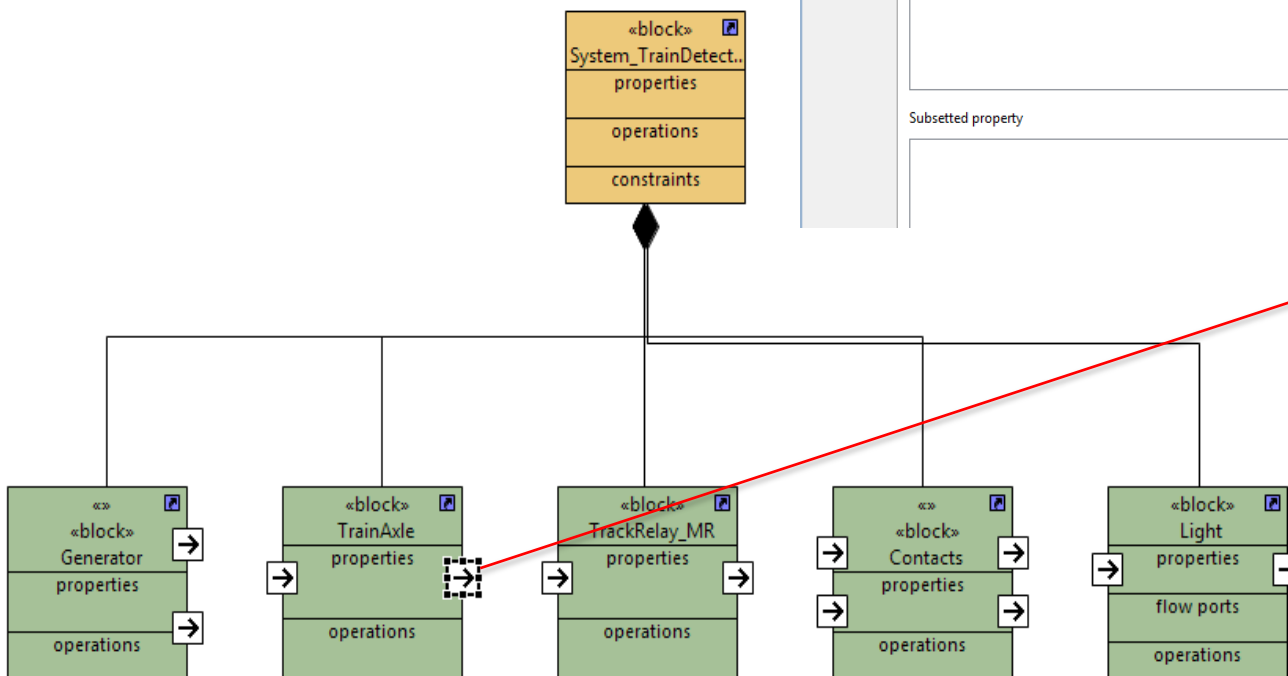 «block»
System_TrainDetect..
properties
operations
constraints
Subsetted property
«»
«block»
Generator
properties
operations
«block»
TrainAxle
properties
operations
«block»
TrackRelay_MR
properties
operations
«»
«block»
Contacts
properties
operations
«block»
Light
properties
flow ports
operations